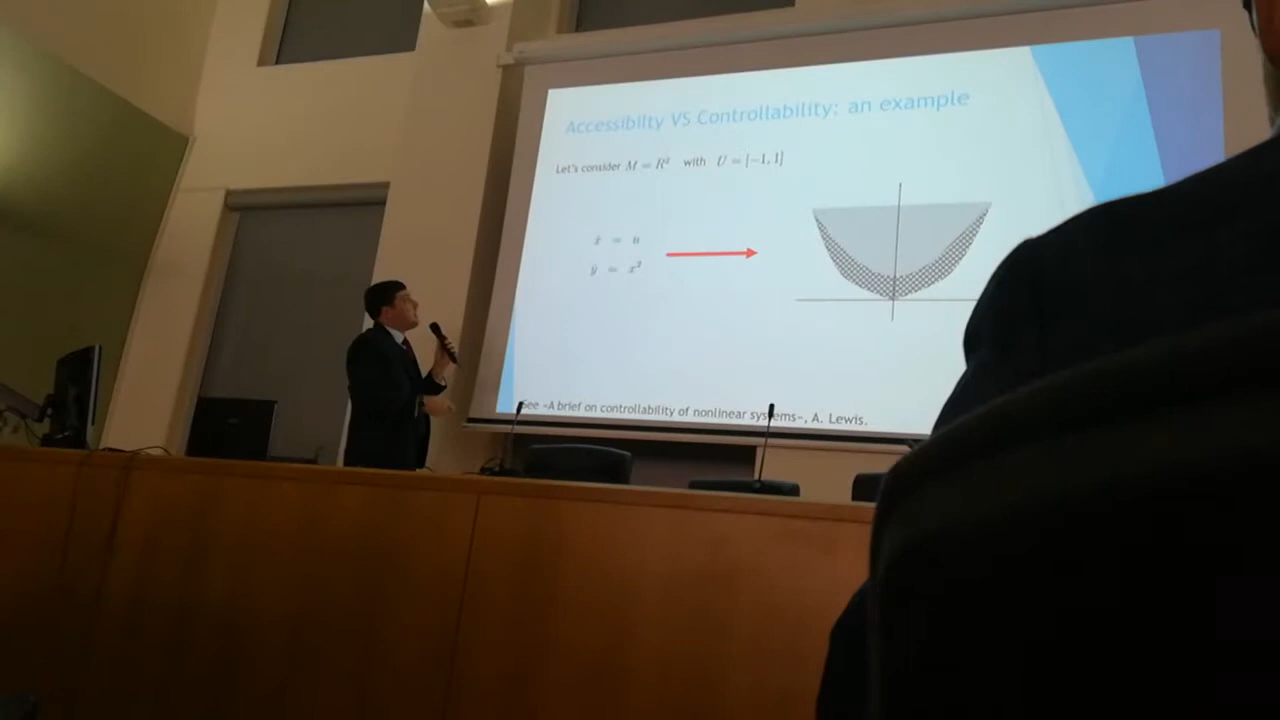 Accessibilty VS Controllability: an example
Let's consider M = R² with U = [−1, 1]
ẋ = u
ẏ = x²
See «A brief on controllability of nonlinear systems», A. Lewis.